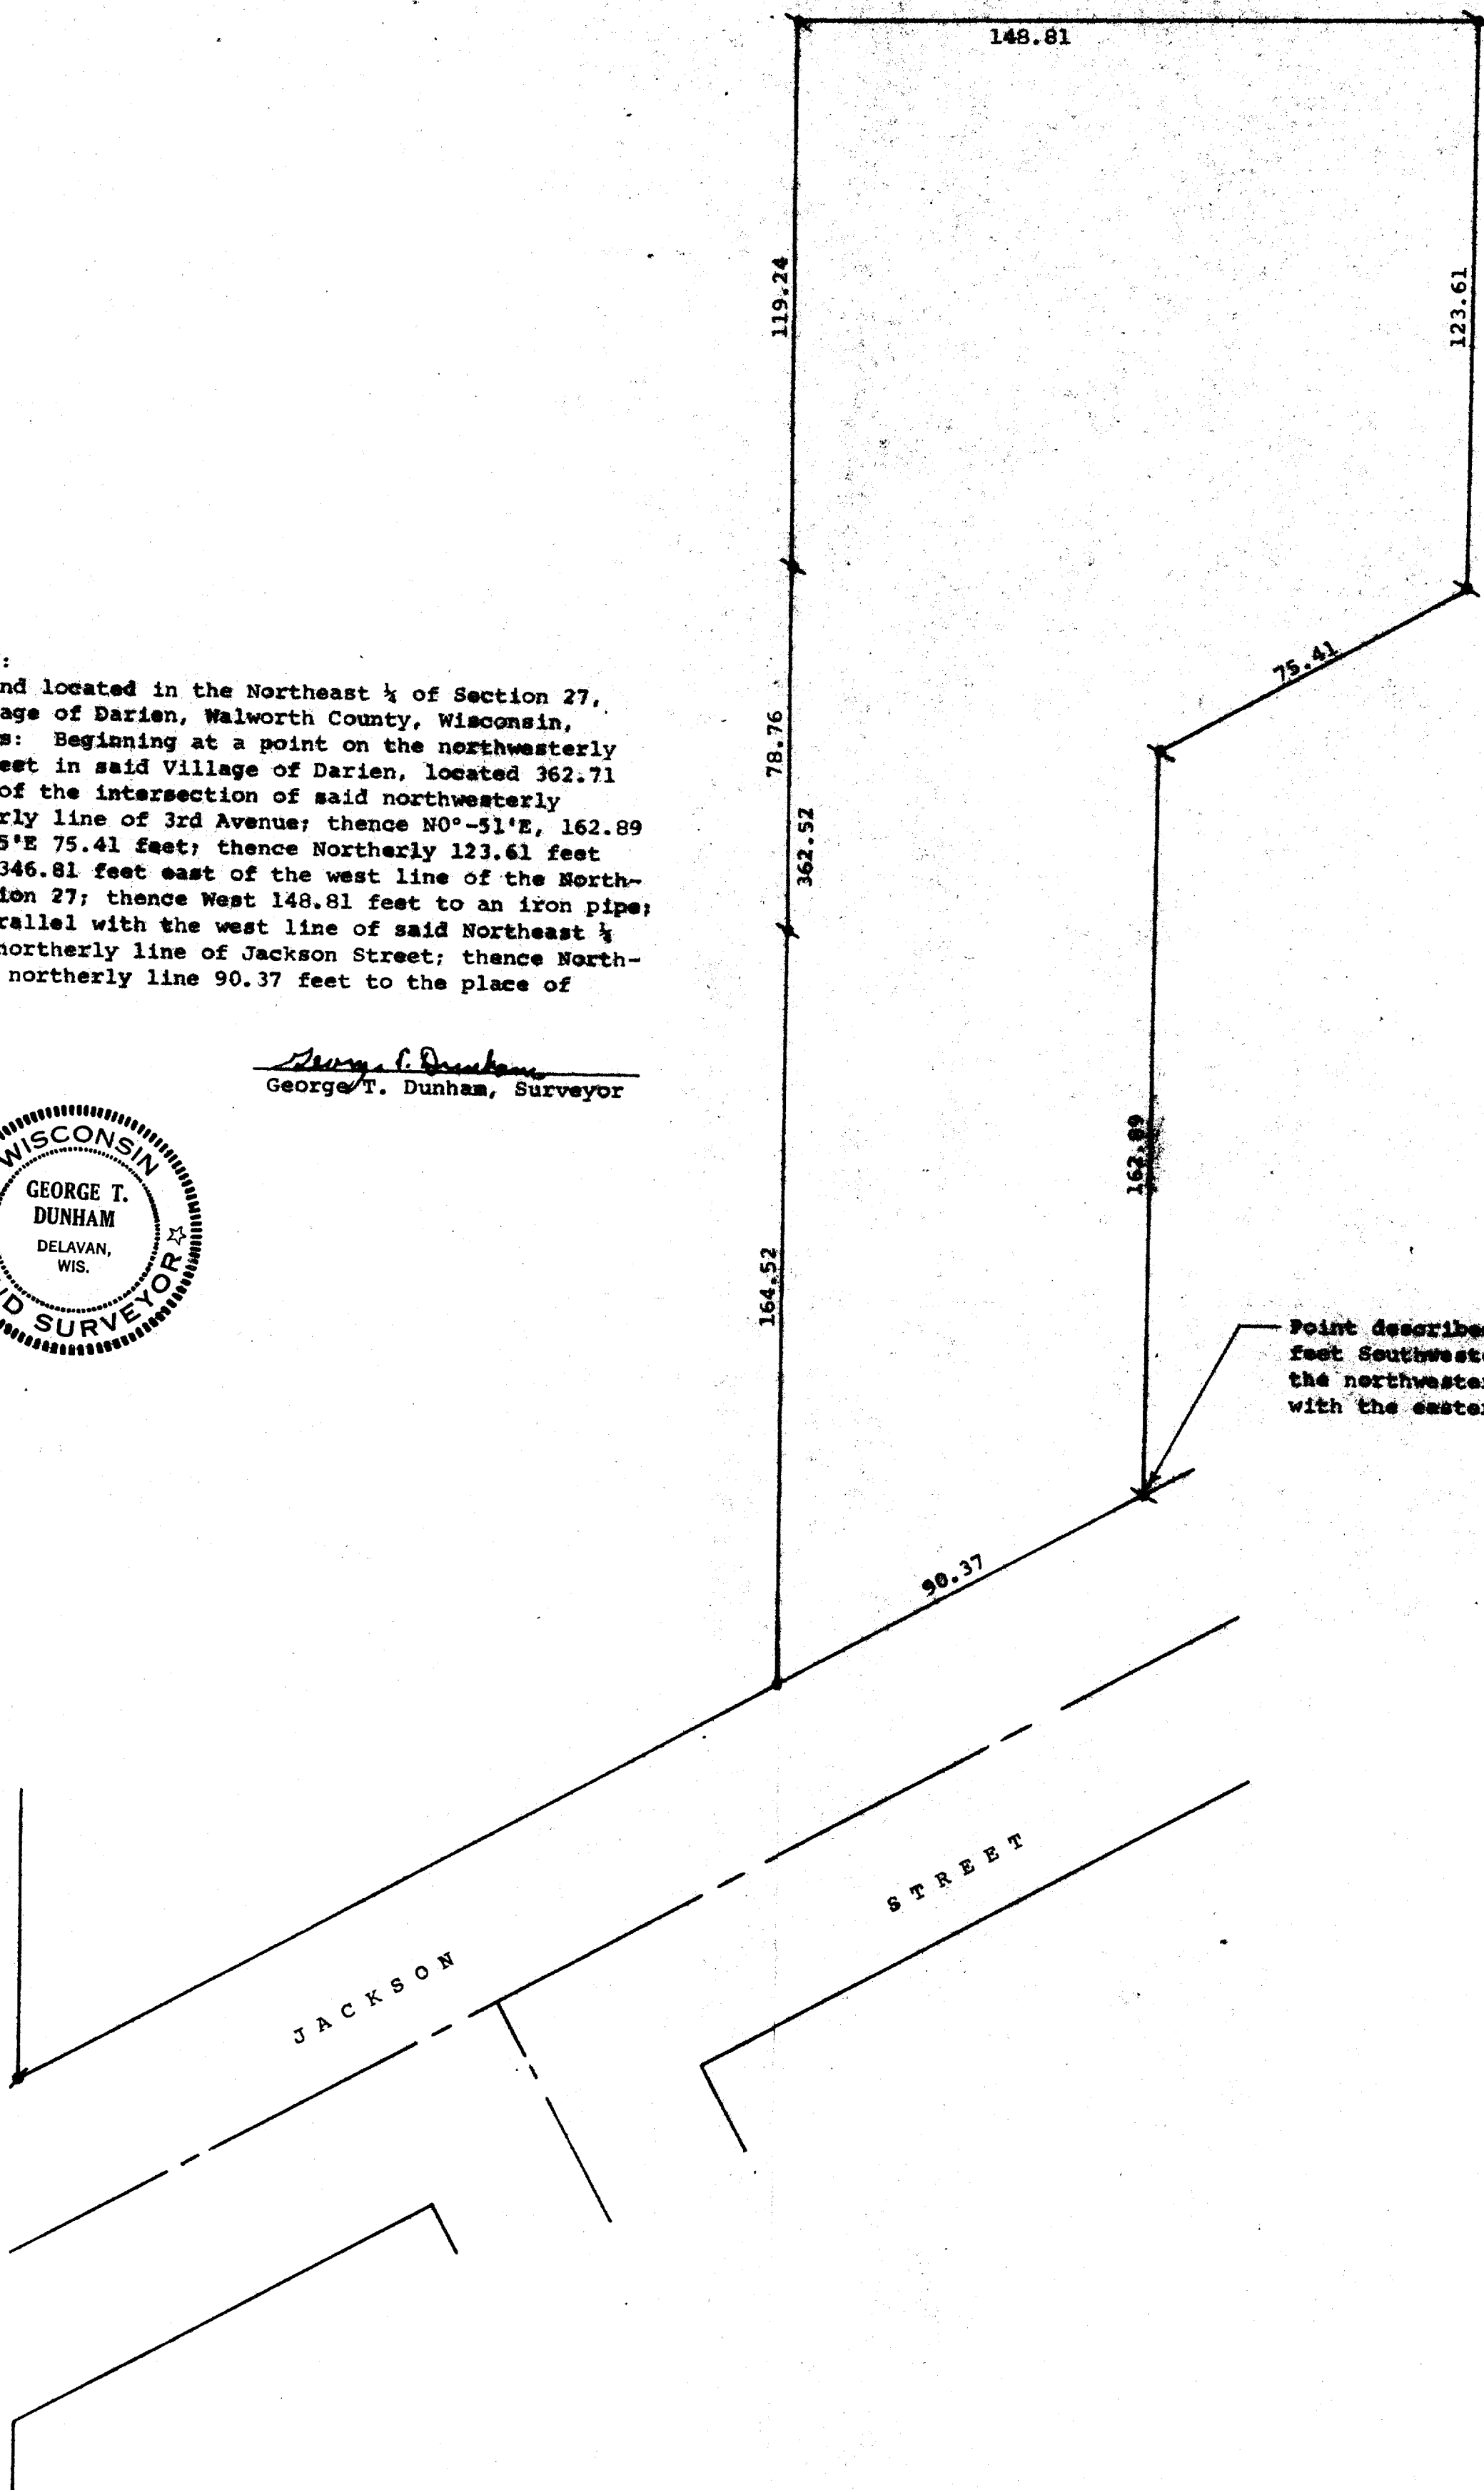 148.81
119.24
123.61
75.41
78.76
362.52
:
nd located in the Northeast ¼ of Section 27,
age of Darien, Walworth County, Wisconsin,
s: Beginning at a point on the northwesterly
eet in said Village of Darien, located 362.71
of the intersection of said northwesterly
rly line of 3rd Avenue; thence N0°-51'E, 162.89
5'E 75.41 feet; thence Northerly 123.61 feet
346.81 feet east of the west line of the North-
ion 27; thence West 148.81 feet to an iron pipe;
rallel with the west line of said Northeast ¼
northerly line of Jackson Street; thence North-
northerly line 90.37 feet to the place of
George T. Dunham
George T. Dunham, Surveyor
WISCONSIN
GEORGE T.
DUNHAM
DELAVAN,
WIS.
D SURVEYOR
162.89
164.52
Point describe
feet Southwest
the northweste
with the easte
90.37
JACKSON STREET